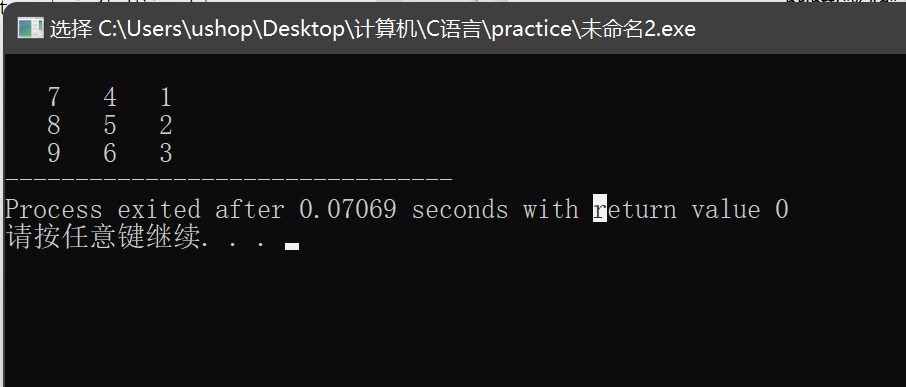 选择 C:\Users\ushop\Desktop\计算机\C语言\practice\未命名2.exe
7 4 1
8 5 2
9 6 3
--------------------------------
Process exited after 0.07069 seconds with return value 0
请按任意键继续. . .